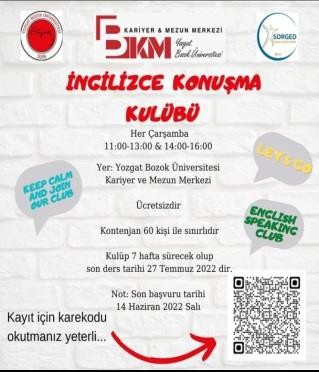 KARİYER & MEZUN MERKEZİ
BKM
Yozgat
Bozok Üniversitesi
SORGED
İNGİLİZCE KONUŞMA
KULÜBÜ
Her Çarşamba
11:00-13:00 & 14:00-16:00
LET'S GO
Yer: Yozgat Bozok Üniversitesi
Kariyer ve Mezun Merkezi
KEEP CALM
AND JOIN
OUR CLUB
Ücretsizdir
ENGLISH
SPEAKING
CLUB
Kontenjan 60 kişi ile sınırlıdır
Kulüp 7 hafta sürecek olup
son ders tarihi 27 Temmuz 2022 dir.
Not: Son başvuru tarihi
14 Haziran 2022 Salı
Kayıt için karekodu
okutmanız yeterli...